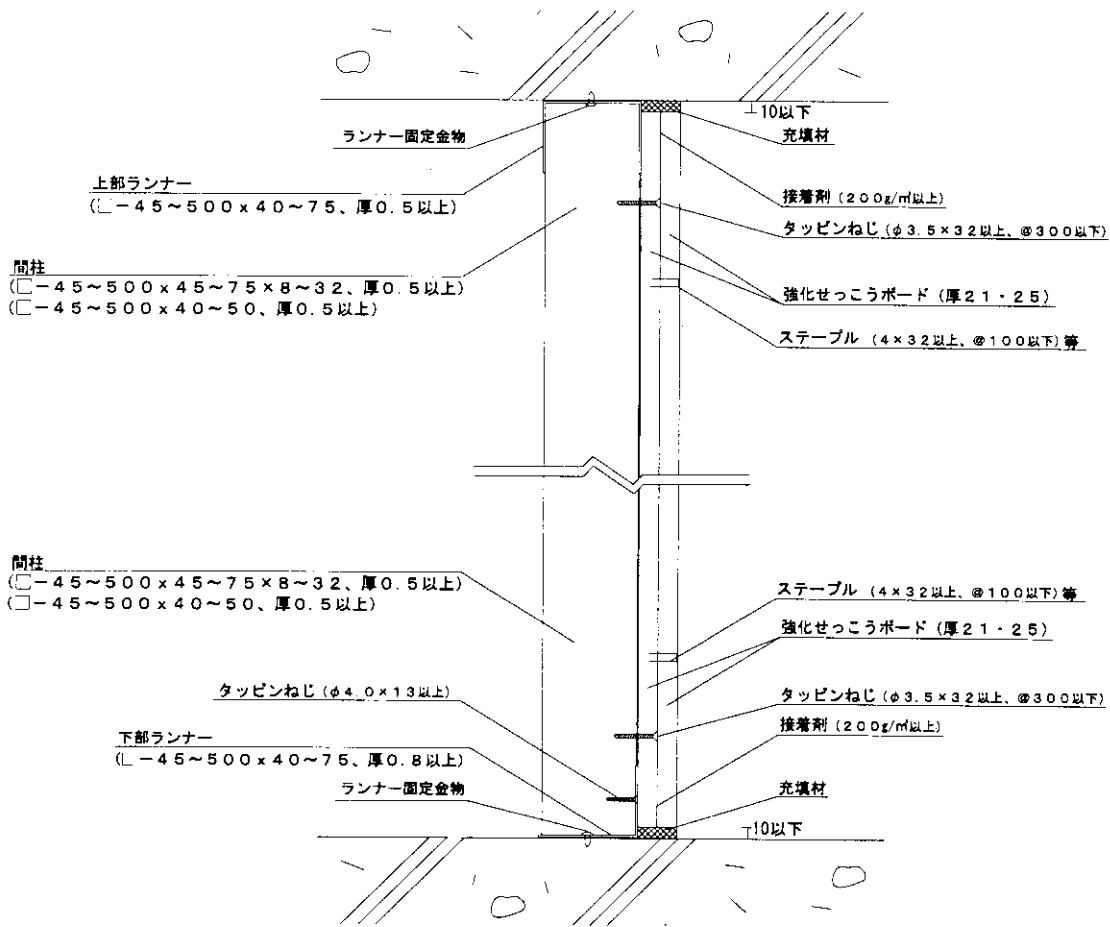 10以下
ランナー固定金物
充填材
上部ランナー
(⊏−45~500x40~75、厚0.5以上)
接着剤(200g/㎡以上)
タッピンねじ(φ3.5×32以上、@300以下)
間柱
(⊏−45~500x45~75×8~32、厚0.5以上)
(□−45~500x40~50、厚0.5以上)
強化せっこうボード(厚21・25)
ステープル (4×32以上、@100以下)等
間柱
(⊏−45~500x45~75×8~32、厚0.5以上)
(□−45~500x40~50、厚0.5以上)
ステープル (4×32以上、@100以下)等
強化せっこうボード(厚21・25)
タッピンねじ(φ4.0×13以上)
タッピンねじ(φ3.5×32以上、@300以下)
接着剤(200g/㎡以上)
下部ランナー
(⊏−45~500x40~75、厚0.8以上)
ランナー固定金物
充填材
10以下